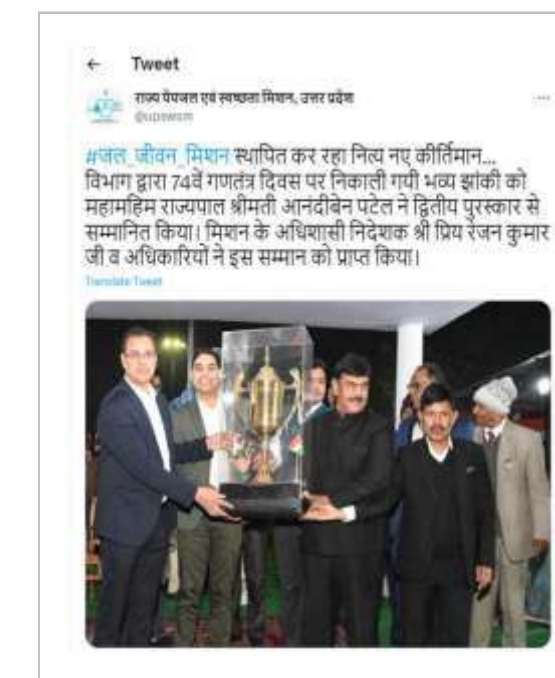 ← Tweet
राज्य पेयजल एवं स्वच्छता मिशन, उत्तर प्रदेश
@upswsm
#जल_जीवन_मिशन स्थापित कर रहा नित्य नए कीर्तिमान...
विभाग द्वारा 74वें गणतंत्र दिवस पर निकाली गयी भव्य झांकी को
महामहिम राज्यपाल श्रीमती आनंदीबेन पटेल ने द्वितीय पुरस्कार से
सम्मानित किया। मिशन के अधिशासी निदेशक श्री प्रिय रंजन कुमार
जी व अधिकारियों ने इस सम्मान को प्राप्त किया।
Translate Tweet